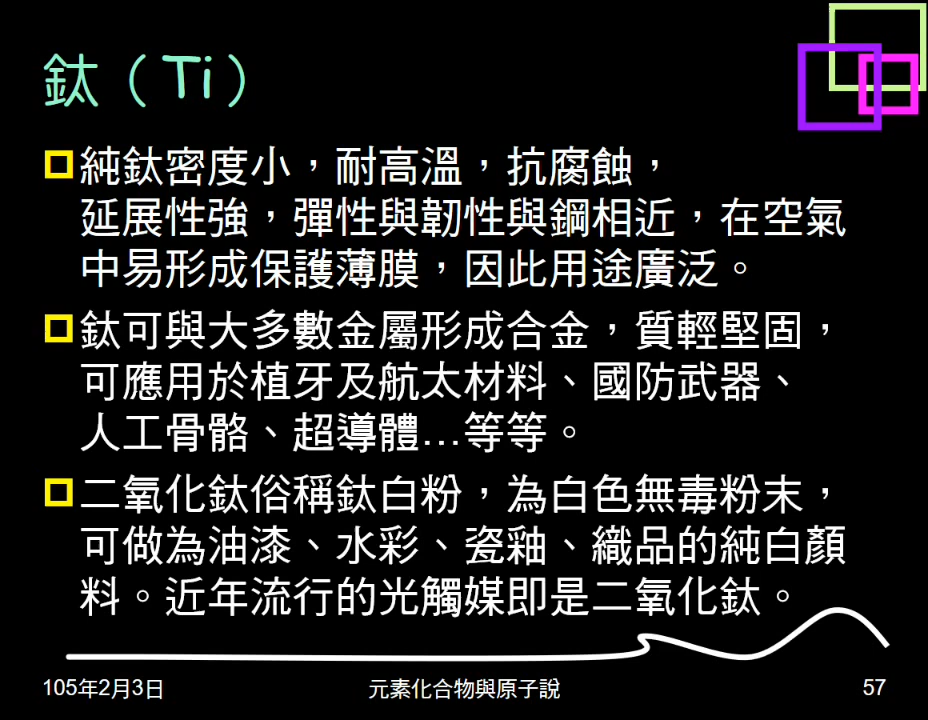 鈦（Ti）
純鈦密度小，耐高溫，抗腐蝕，
延展性強，彈性與韌性與鋼相近，在空氣
中易形成保護薄膜，因此用途廣泛。
鈦可與大多數金屬形成合金，質輕堅固，
可應用於植牙及航太材料、國防武器、
人工骨骼、超導體…等等。
二氧化鈦俗稱鈦白粉，為白色無毒粉末，
可做為油漆、水彩、瓷釉、織品的純白顏
料。近年流行的光觸媒即是二氧化鈦。
105年2月3日
元素化合物與原子說
57